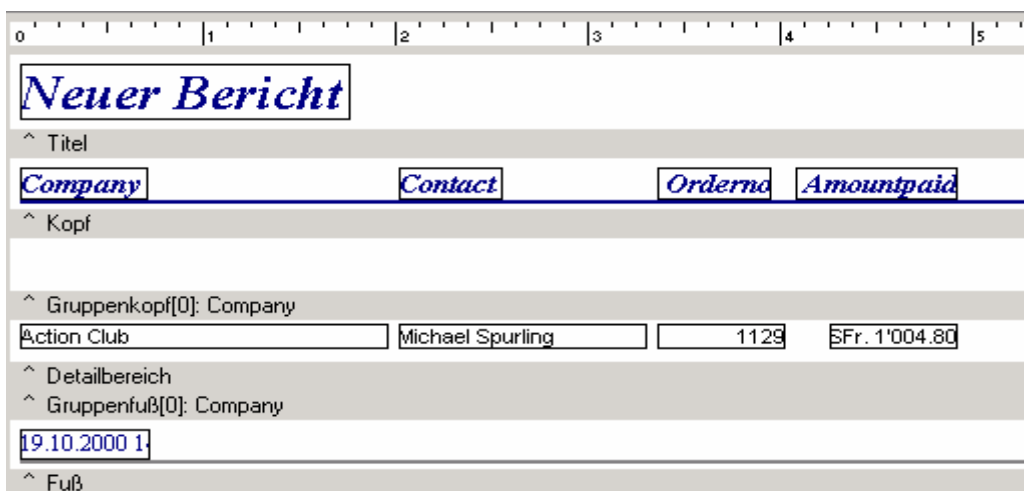 0 1 2 3 4 5
Neuer Bericht
^ Titel
Company Contact Orderno Amountpaid
^ Kopf
^ Gruppenkopf[0]: Company
Action Club Michael Spurling 1129 SFr. 1'004.80
^ Detailbereich
^ Gruppenfuß[0]: Company
19.10.2000 1
^ Fuß